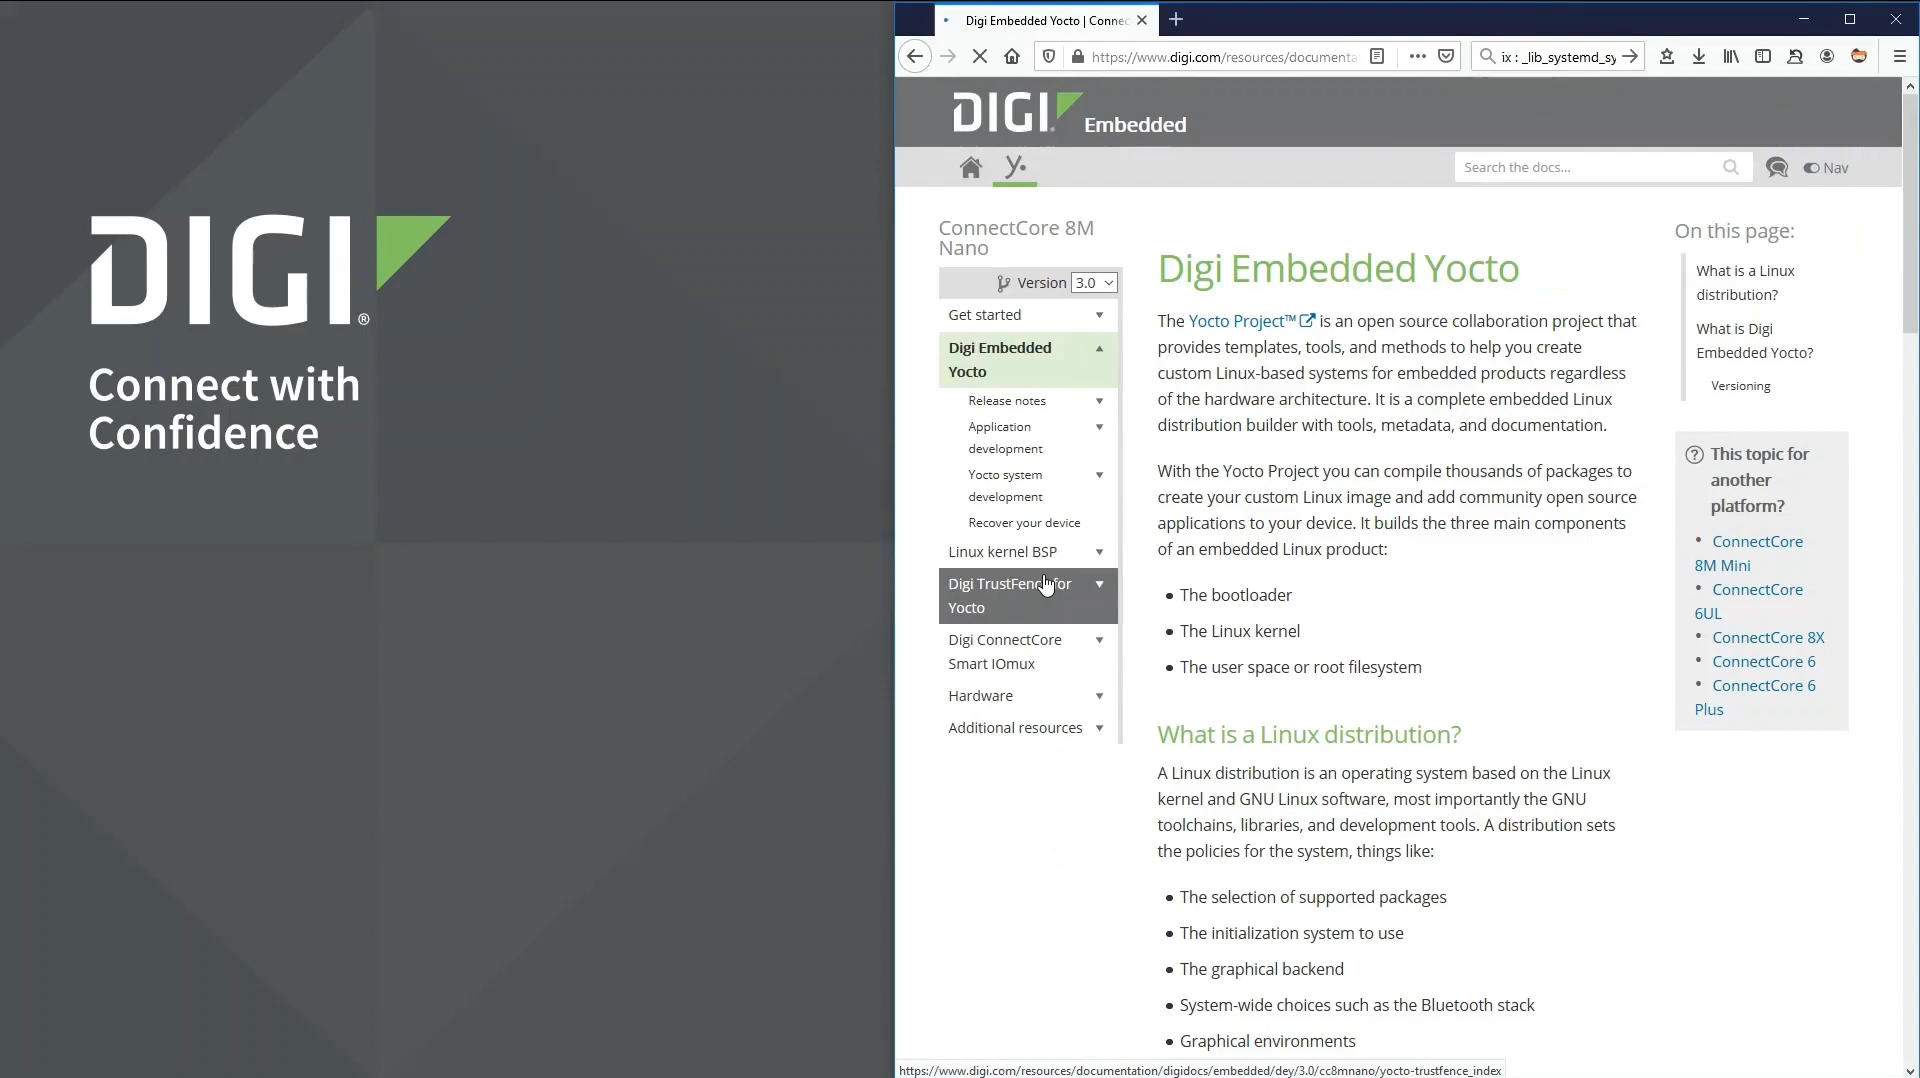 DIGI®
Connect with
Confidence
Digi Embedded Yocto | Connec
https://www.digi.com/resources/documenta
ix : _lib_systemd_sy
DIGI® Embedded
Search the docs...
Nav
ConnectCore 8M
Nano
Version 3.0
Get started
Digi Embedded
Yocto
Release notes
Application
development
Yocto system
development
Recover your device
Linux kernel BSP
Digi TrustFence for
Yocto
Digi ConnectCore
Smart IOmux
Hardware
Additional resources
Digi Embedded Yocto
The Yocto Project™ is an open source collaboration project that
provides templates, tools, and methods to help you create
custom Linux-based systems for embedded products regardless
of the hardware architecture. It is a complete embedded Linux
distribution builder with tools, metadata, and documentation.
With the Yocto Project you can compile thousands of packages to
create your custom Linux image and add community open source
applications to your device. It builds the three main components
of an embedded Linux product:
• The bootloader
• The Linux kernel
• The user space or root filesystem
What is a Linux distribution?
A Linux distribution is an operating system based on the Linux
kernel and GNU Linux software, most importantly the GNU
toolchains, libraries, and development tools. A distribution sets
the policies for the system, things like:
• The selection of supported packages
• The initialization system to use
• The graphical backend
• System-wide choices such as the Bluetooth stack
• Graphical environments
On this page:
What is a Linux
distribution?
What is Digi
Embedded Yocto?
Versioning
This topic for
another
platform?
• ConnectCore
8M Mini
• ConnectCore
6UL
• ConnectCore 8X
• ConnectCore 6
• ConnectCore 6
Plus
https://www.digi.com/resources/documentation/digidocs/embedded/dey/3.0/cc8mnano/yocto-trustfence_index